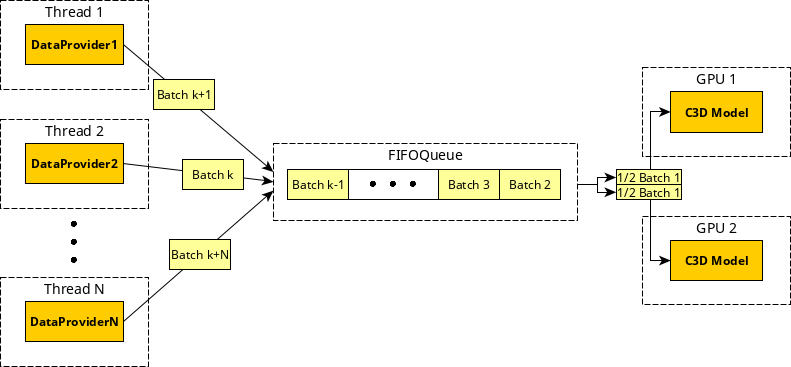 Thread 1
DataProvider1
Batch k+1
Thread 2
DataProvider2
Batch k
Thread N
DataProviderN
Batch k+N
FIFOQueue
Batch k-1
Batch 3
Batch 2
1/2 Batch 1
1/2 Batch 1
GPU 1
C3D Model
GPU 2
C3D Model